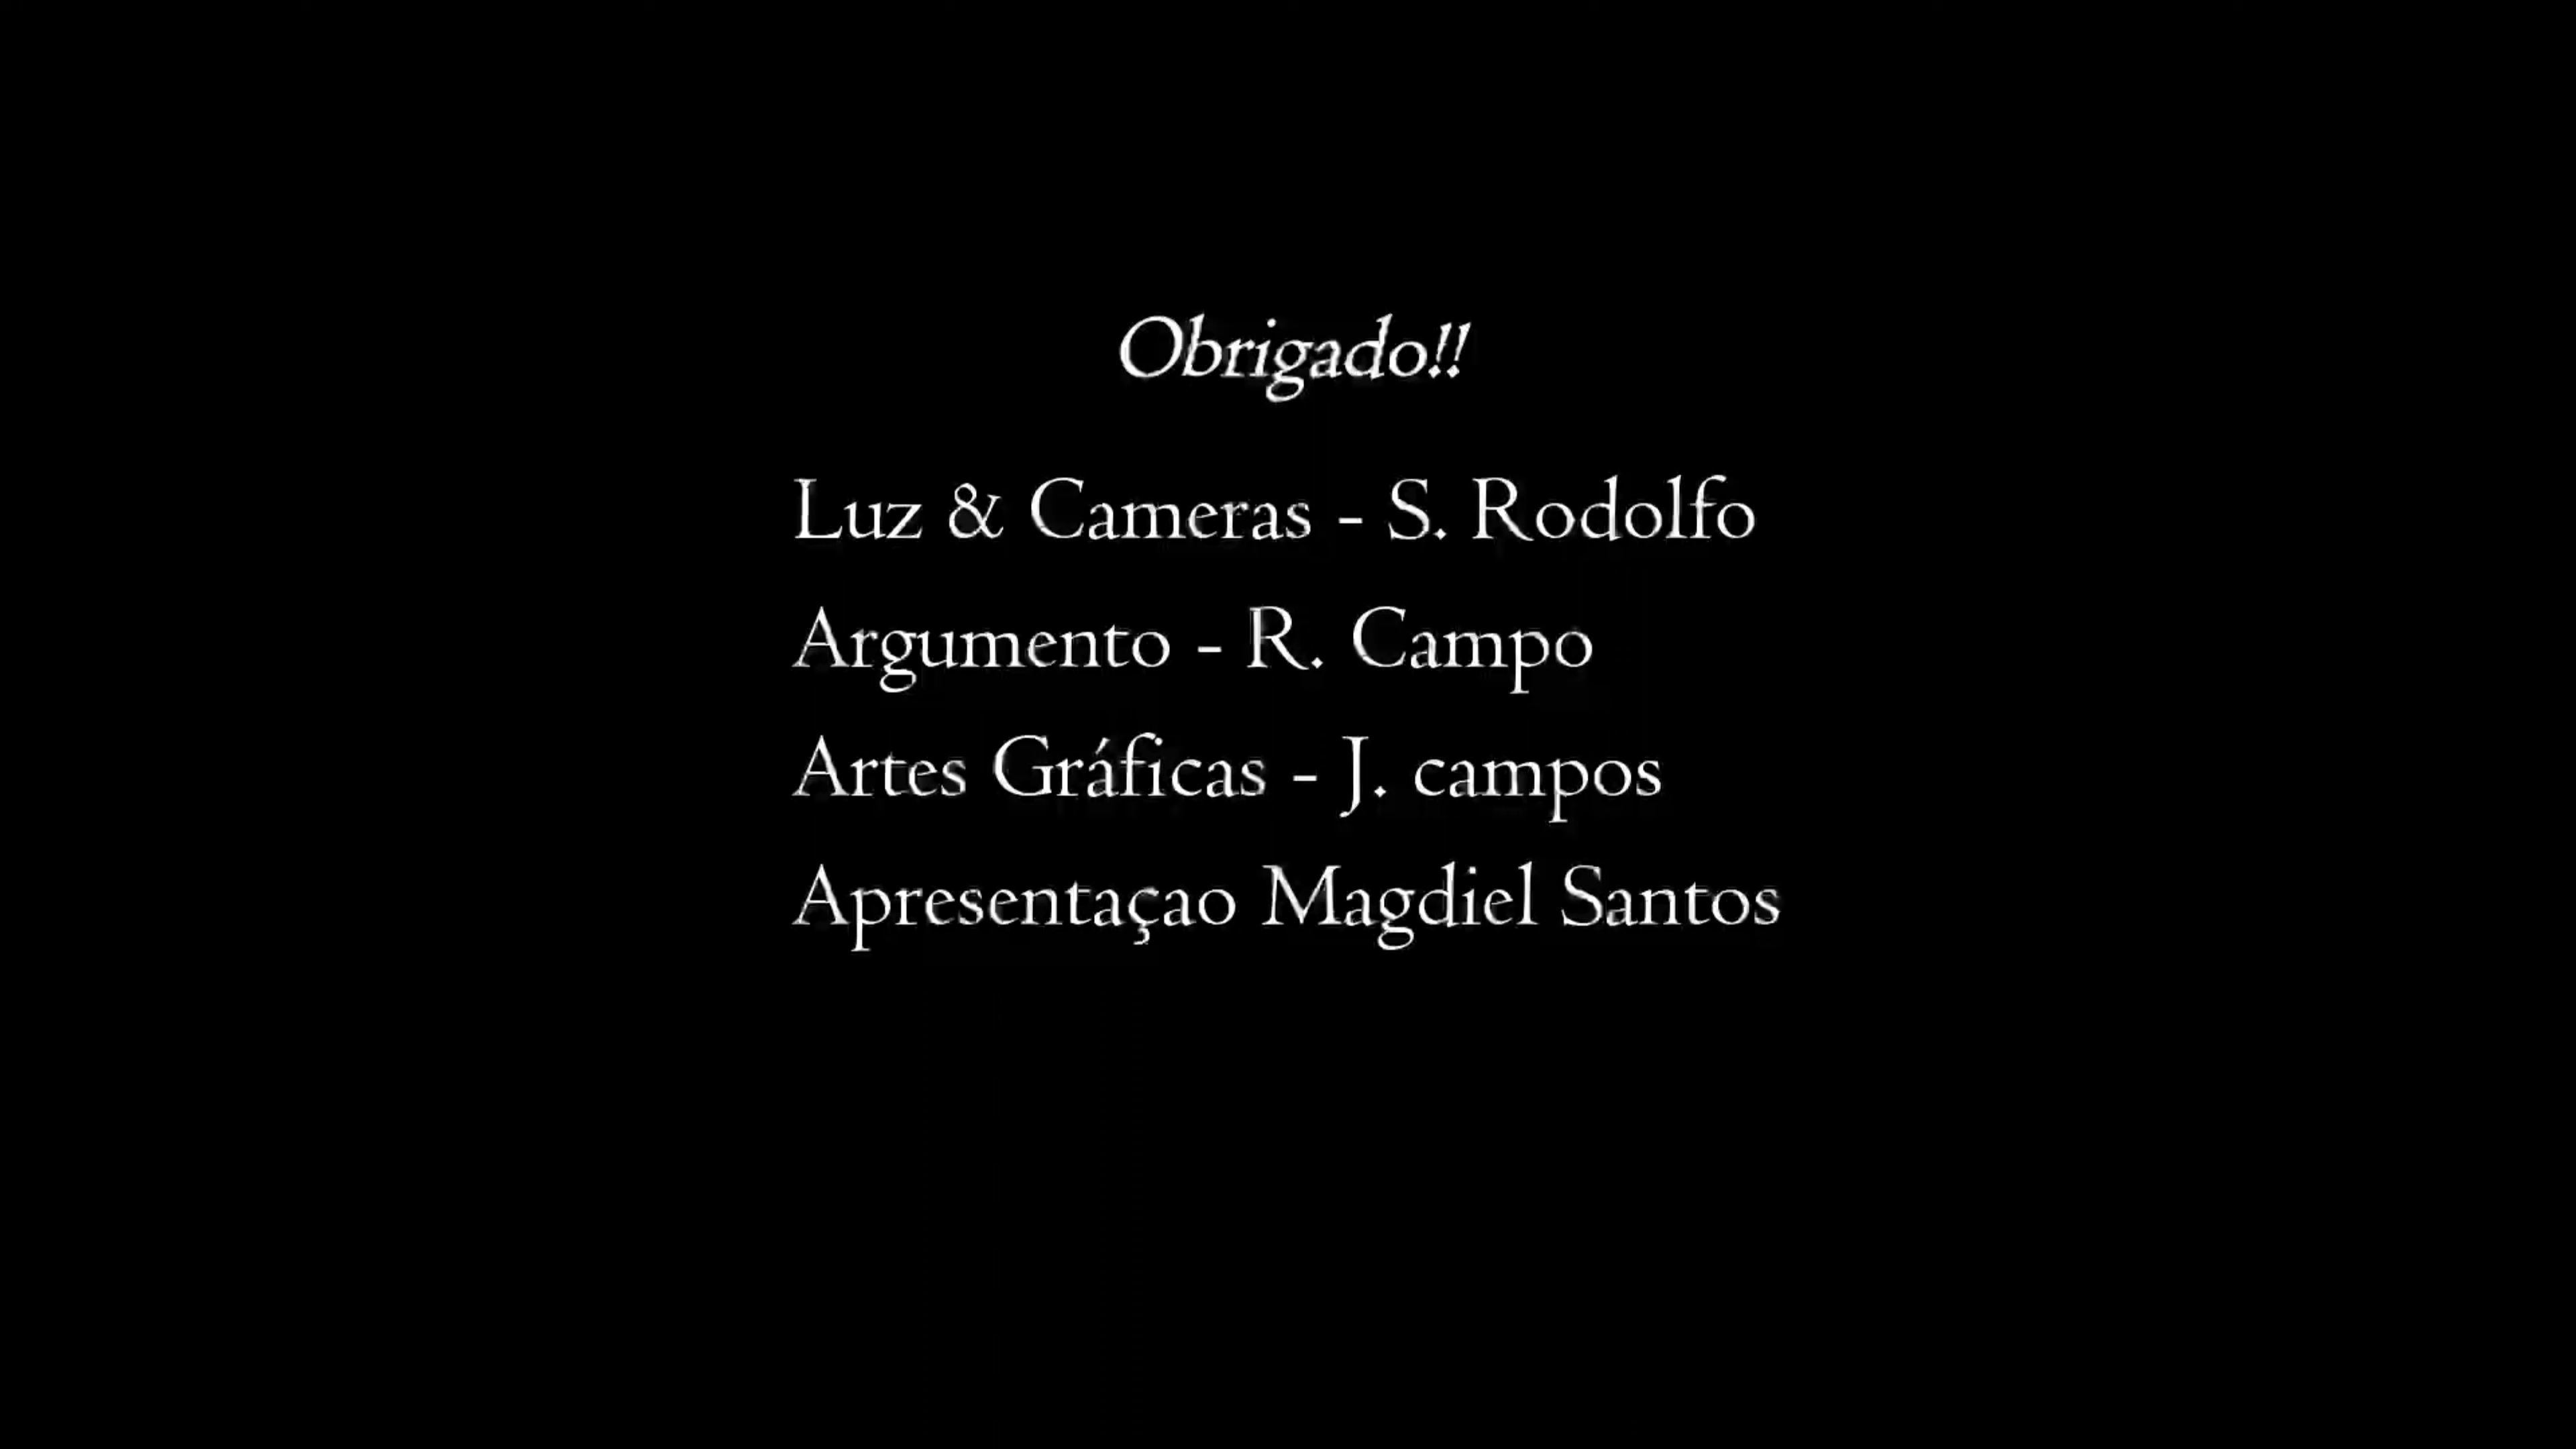 Obrigado!!
Luz & Cameras - S. Rodolfo
Argumento - R. Campo
Artes Gráficas - J. campos
Apresentaçao Magdiel Santos